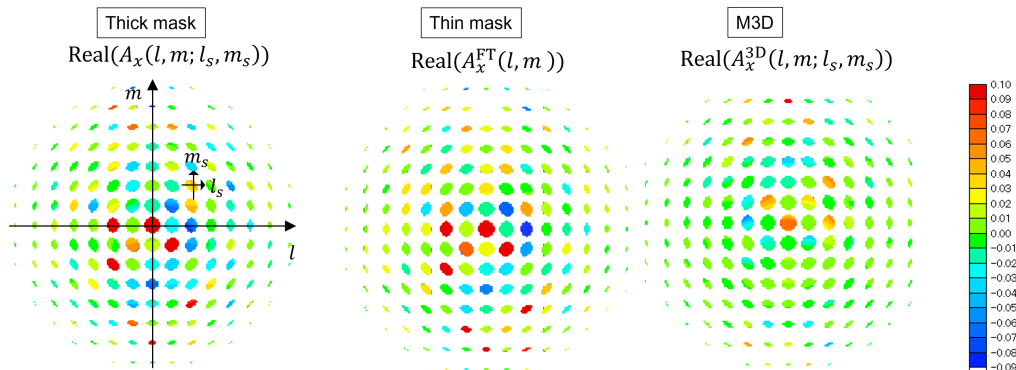 Thick mask
Real(A_x(l, m; l_s, m_s))
m
m_s
l_s
l
Thin mask
Real(A_x^FT(l, m ))
M3D
Real(A_x^3D(l, m; l_s, m_s))
0.10
0.09
0.08
0.07
0.06
0.05
0.04
0.03
0.02
0.01
0.00
−0.01
−0.02
−0.03
−0.04
−0.05
−0.06
−0.07
−0.08
−0.09